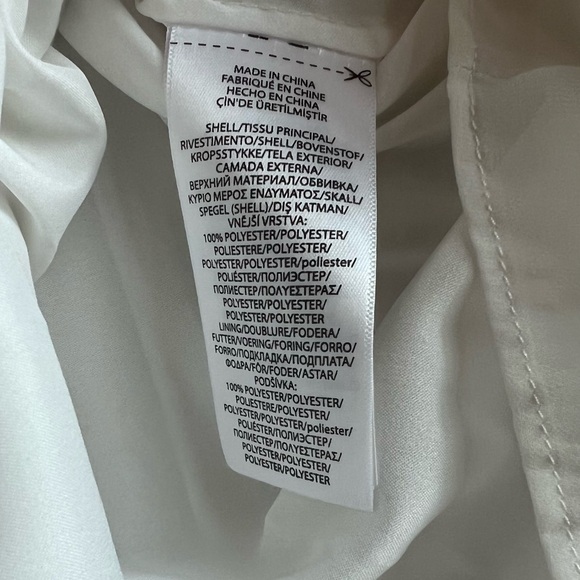 MADE IN CHINA
FABRIQUÉ EN CHINE
HECHO EN CHINA
ÇİN'DE ÜRETİLMİŞTİR
SHELL/TISSU PRINCIPAL/
RIVESTIMENTO/SHELL/BOVENSTOF/
KROPSSTYKKE/TELA EXTERIOR/
CAMADA EXTERNA/
ВЕРХНИЙ МАТЕРИАЛ/ОБВИВКА/
ΚΥΡΙΟ ΜΕΡΟΣ ΕΝΔΥΜΑΤΟΣ/SKALL/
SPEGEL (SHELL)/DIŞ KATMAN/
VNĚJŠÍ VRSTVA:
100% POLYESTER/POLYESTER/
POLIESTERE/POLYESTER/
POLYESTER/POLYESTER/poliester/
POLIÉSTER/ПОЛИЭСТЕР/
ПОЛИЕСТЕР/ΠΟΛΥΕΣΤΕΡΑΣ/
POLYESTER/POLYESTER/
POLYESTER/POLYESTER
LINING/DOUBLURE/FODERA/
FUTTER/VOERING/FORING/FORRO/
FORRO/ПОДКЛАДКА/ПОДПЛАТА/
ΦΟΔΡΑ/FÔR/FODER/ASTAR/
PODŠÍVKA:
100% POLYESTER/POLYESTER/
POLIESTERE/POLYESTER/
POLYESTER/POLYESTER/poliester/
POLIÉSTER/ПОЛИЭСТЕР/
ПОЛИЕСТЕР/ΠΟΛΥΕΣΤΕΡΑΣ/
POLYESTER/POLYESTER/
POLYESTER/POLYESTER